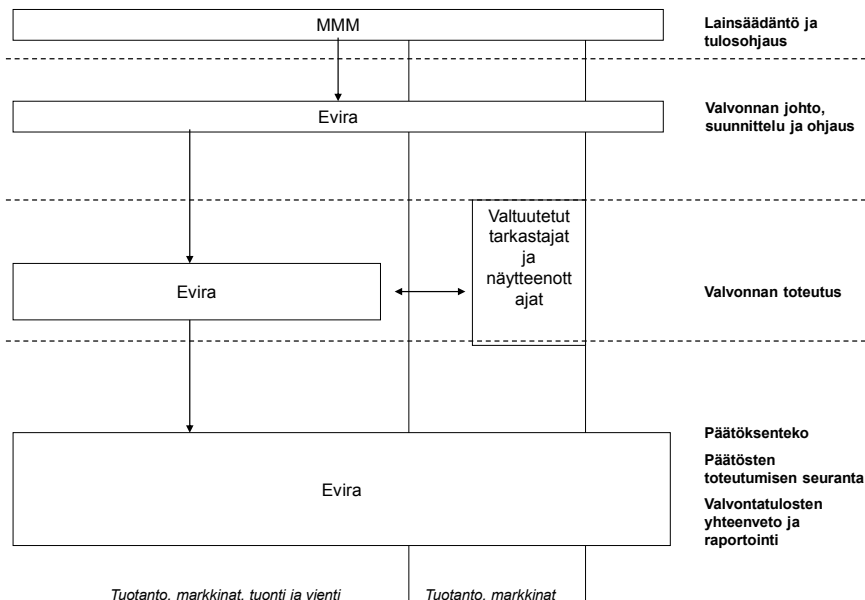 MMM
Lainsäädäntö ja
tulosohjaus
Evira
Valvonnan johto,
suunnittelu ja ohjaus
Valtuutetut
tarkastajat
ja
näytteenott
ajat
Evira
Valvonnan toteutus
Päätöksenteko
Päätösten
toteutumisen seuranta
Evira
Valvontatulosten
yhteenveto ja
raportointi
Tuotanto, markkinat, tuonti ja vienti
Tuotanto, markkinat